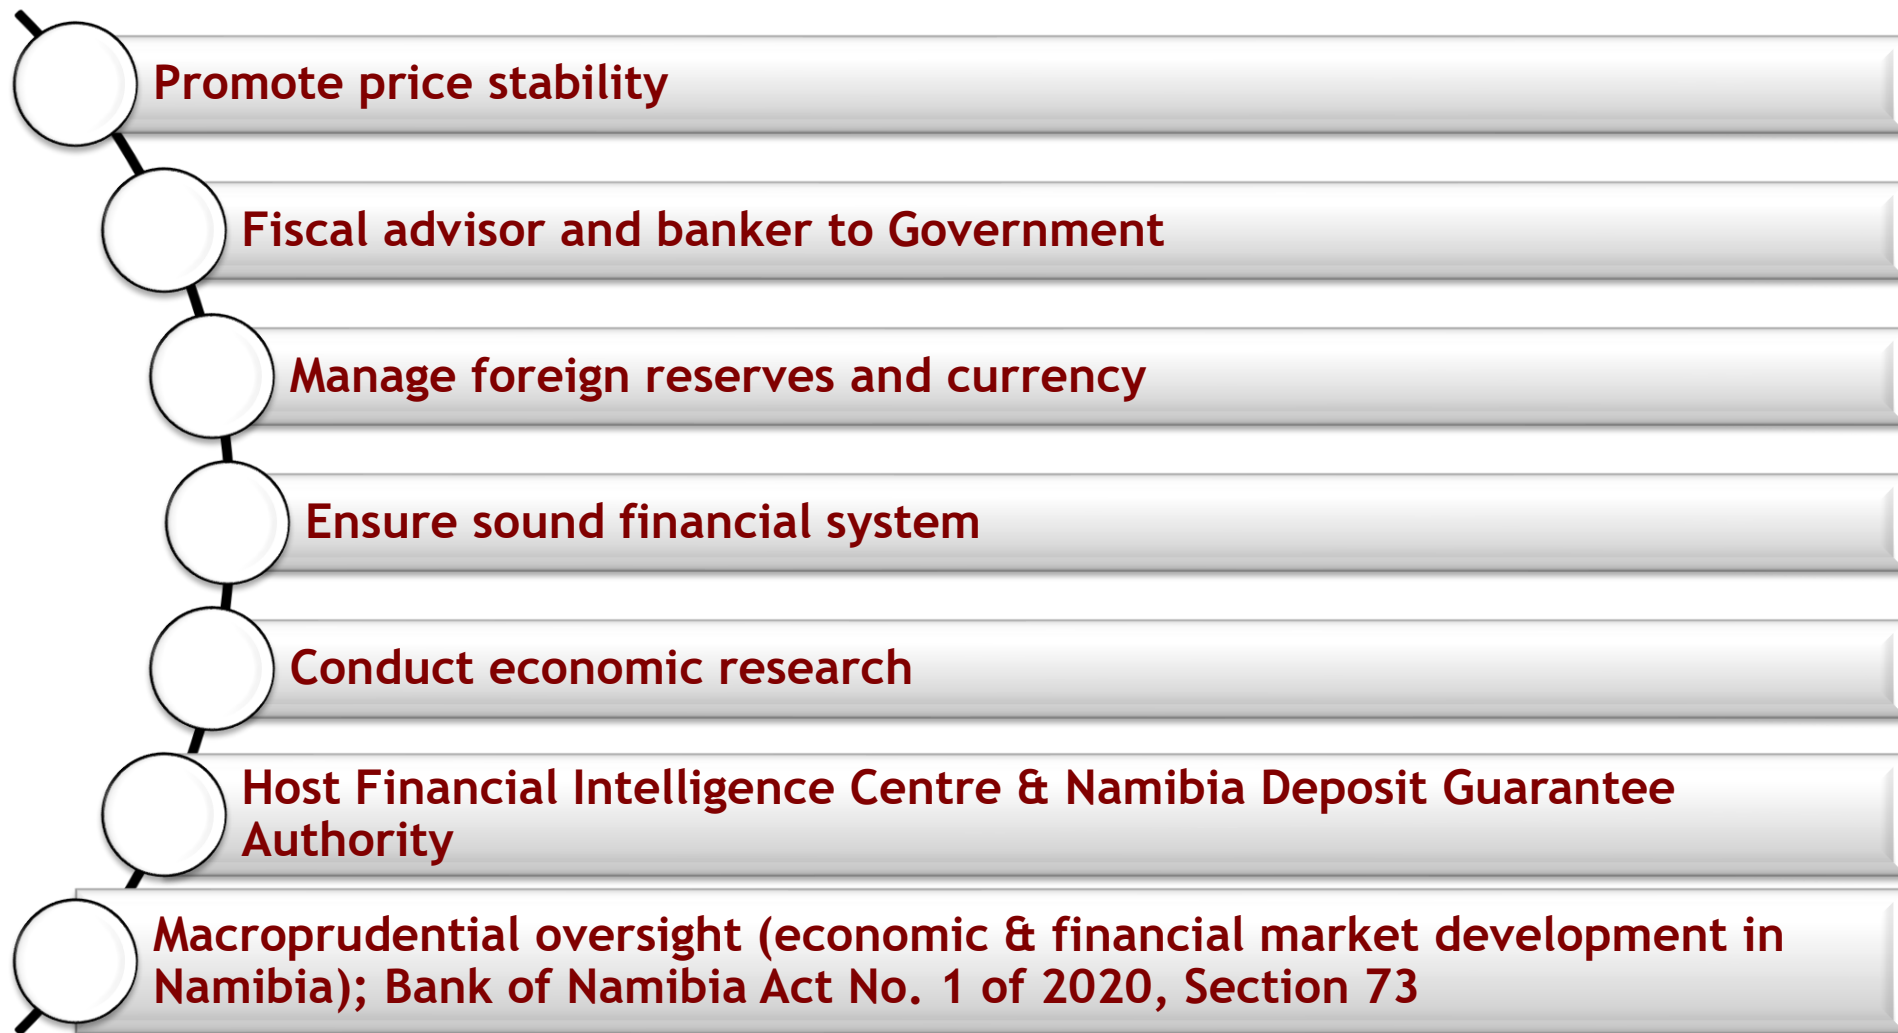 Promote price stability
Fiscal advisor and banker to Government
Manage foreign reserves and currency
Ensure sound financial system
Conduct economic research
Host Financial Intelligence Centre & Namibia Deposit Guarantee
Authority
Macroprudential oversight (economic & financial market development in
Namibia); Bank of Namibia Act No. 1 of 2020, Section 73